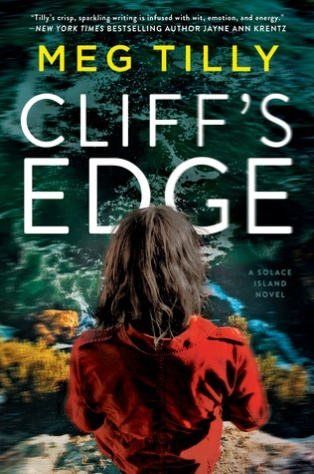 "Tilly's crisp, sparkling writing is infused with wit, emotion, and energy."
—NEW YORK TIMES BESTSELLING AUTHOR JAYNE ANN KRENTZ
MEG TILLY
CLIFF'S
EDGE
A SOLACE
ISLAND
NOVEL